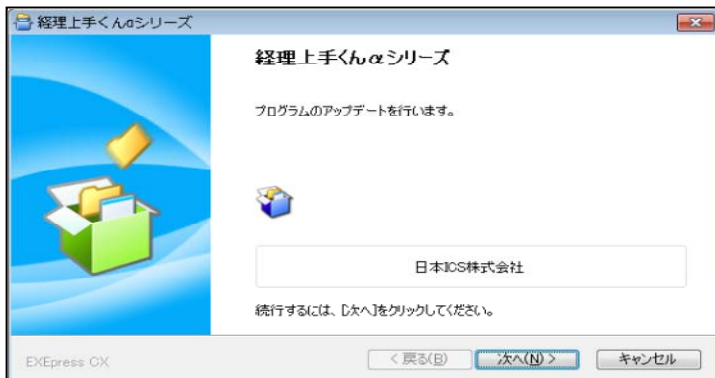 経理上手くんαシリーズ
経理上手くんαシリーズ
プログラムのアップデートを行います。
日本ICS株式会社
続行するには、[次へ]をクリックしてください。
EXEpress CX
< 戻る(B)
次へ(N) >
キャンセル